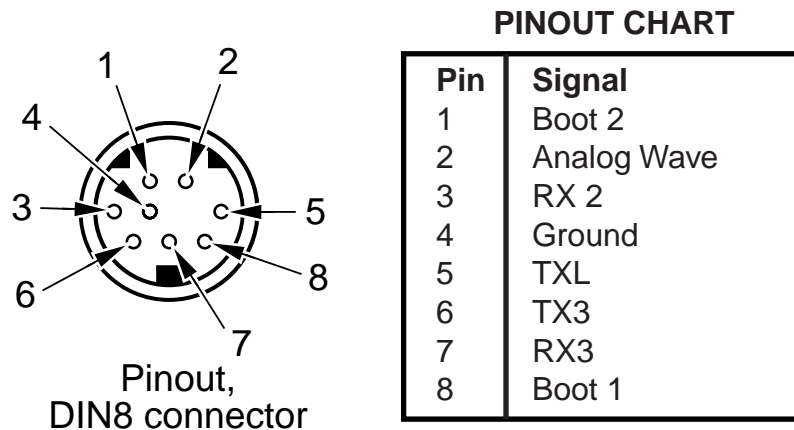 PINOUT CHART
1
2
4
3
5
6
8
7
Pinout,
DIN8 connector
Pin Signal
1 Boot 2
2 Analog Wave
3 RX 2
4 Ground
5 TXL
6 TX3
7 RX3
8 Boot 1